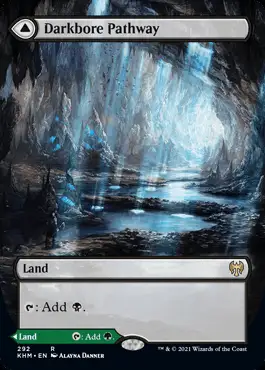 Darkbore Pathway
Land
: Add .
Land : Add .
292 R
KHM • EN ALAYNA DANNER ™ & © 2021 Wizards of the Coast